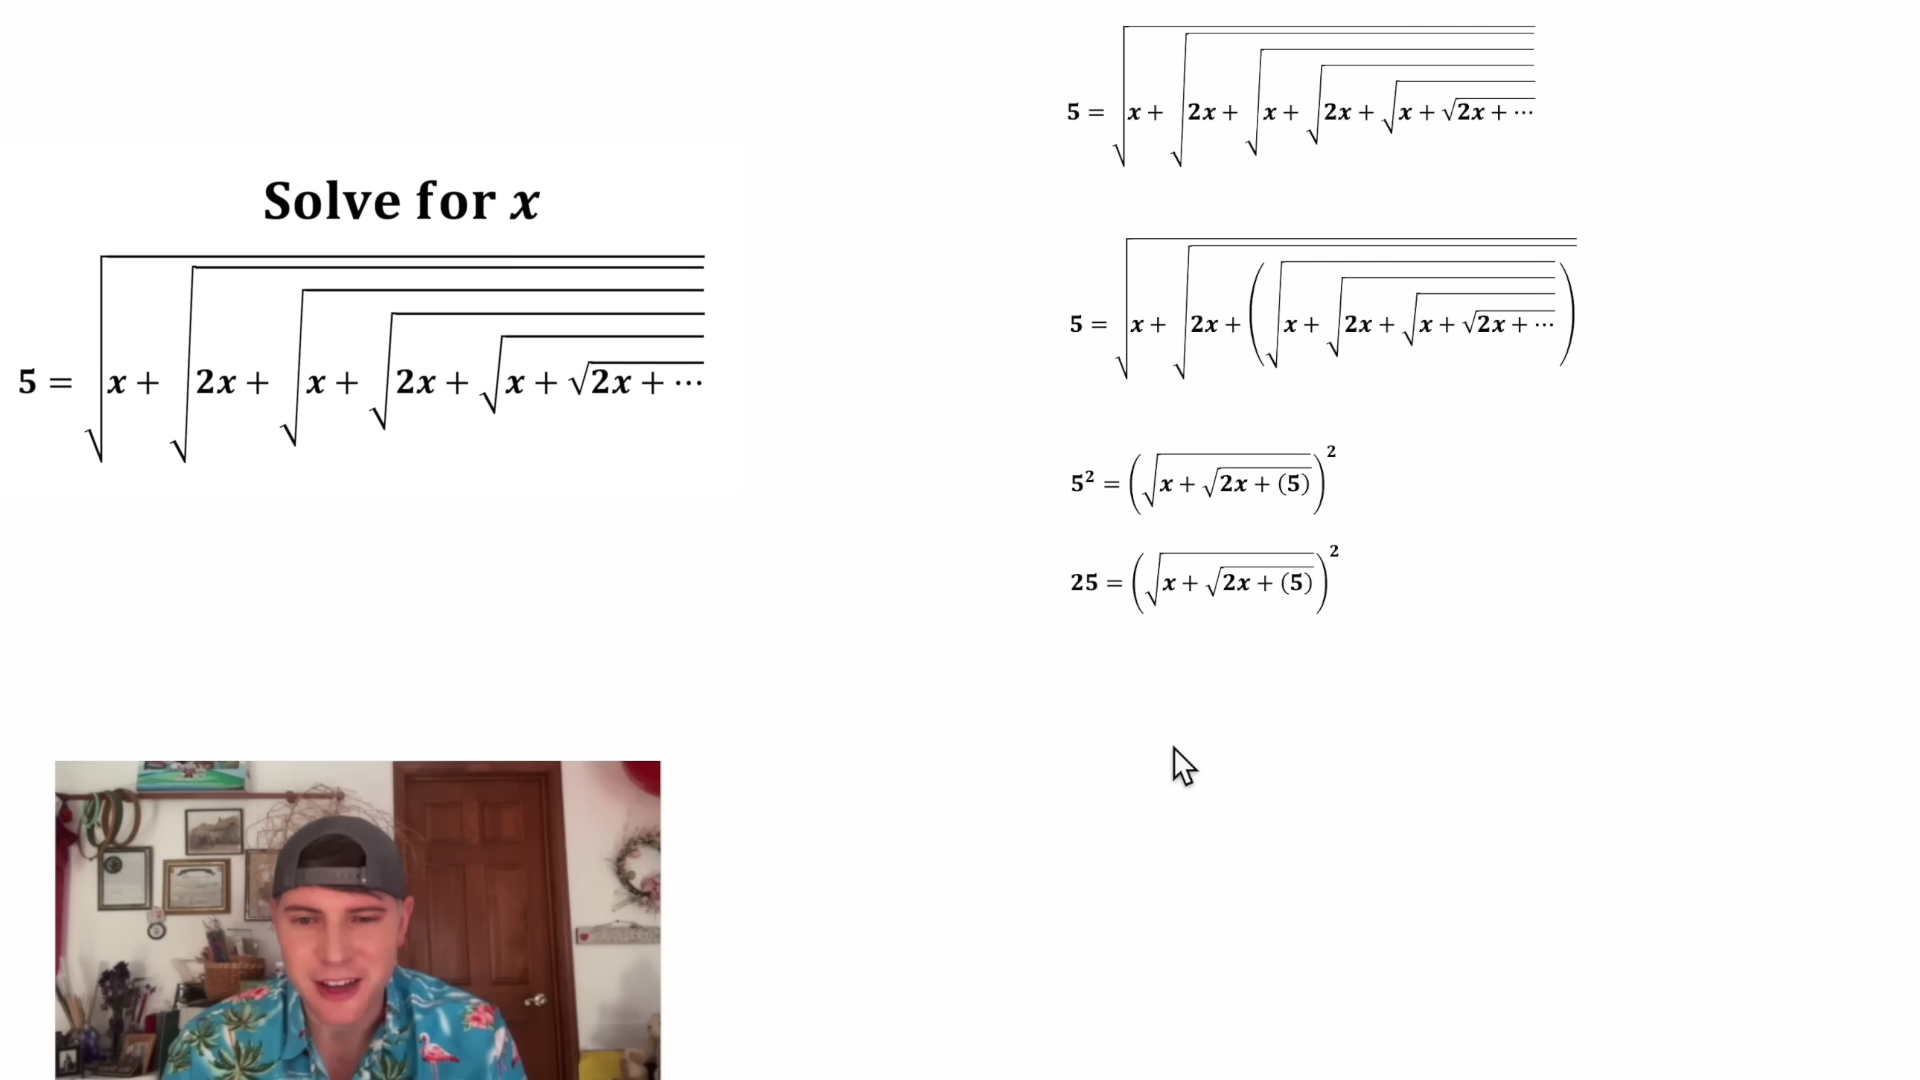 Solve for x
5 = √(x + √(2x + √(x + √(2x + √(x + √(2x + ⋯))))))
5 = √(x + √(2x + √(x + √(2x + √(x + √(2x + ⋯))))))
5 = √(x + √(2x + (√(x + √(2x + √(x + √(2x + ⋯)))))))
5² = (√(x + √(2x + (5))))²
25 = (√(x + √(2x + (5))))²